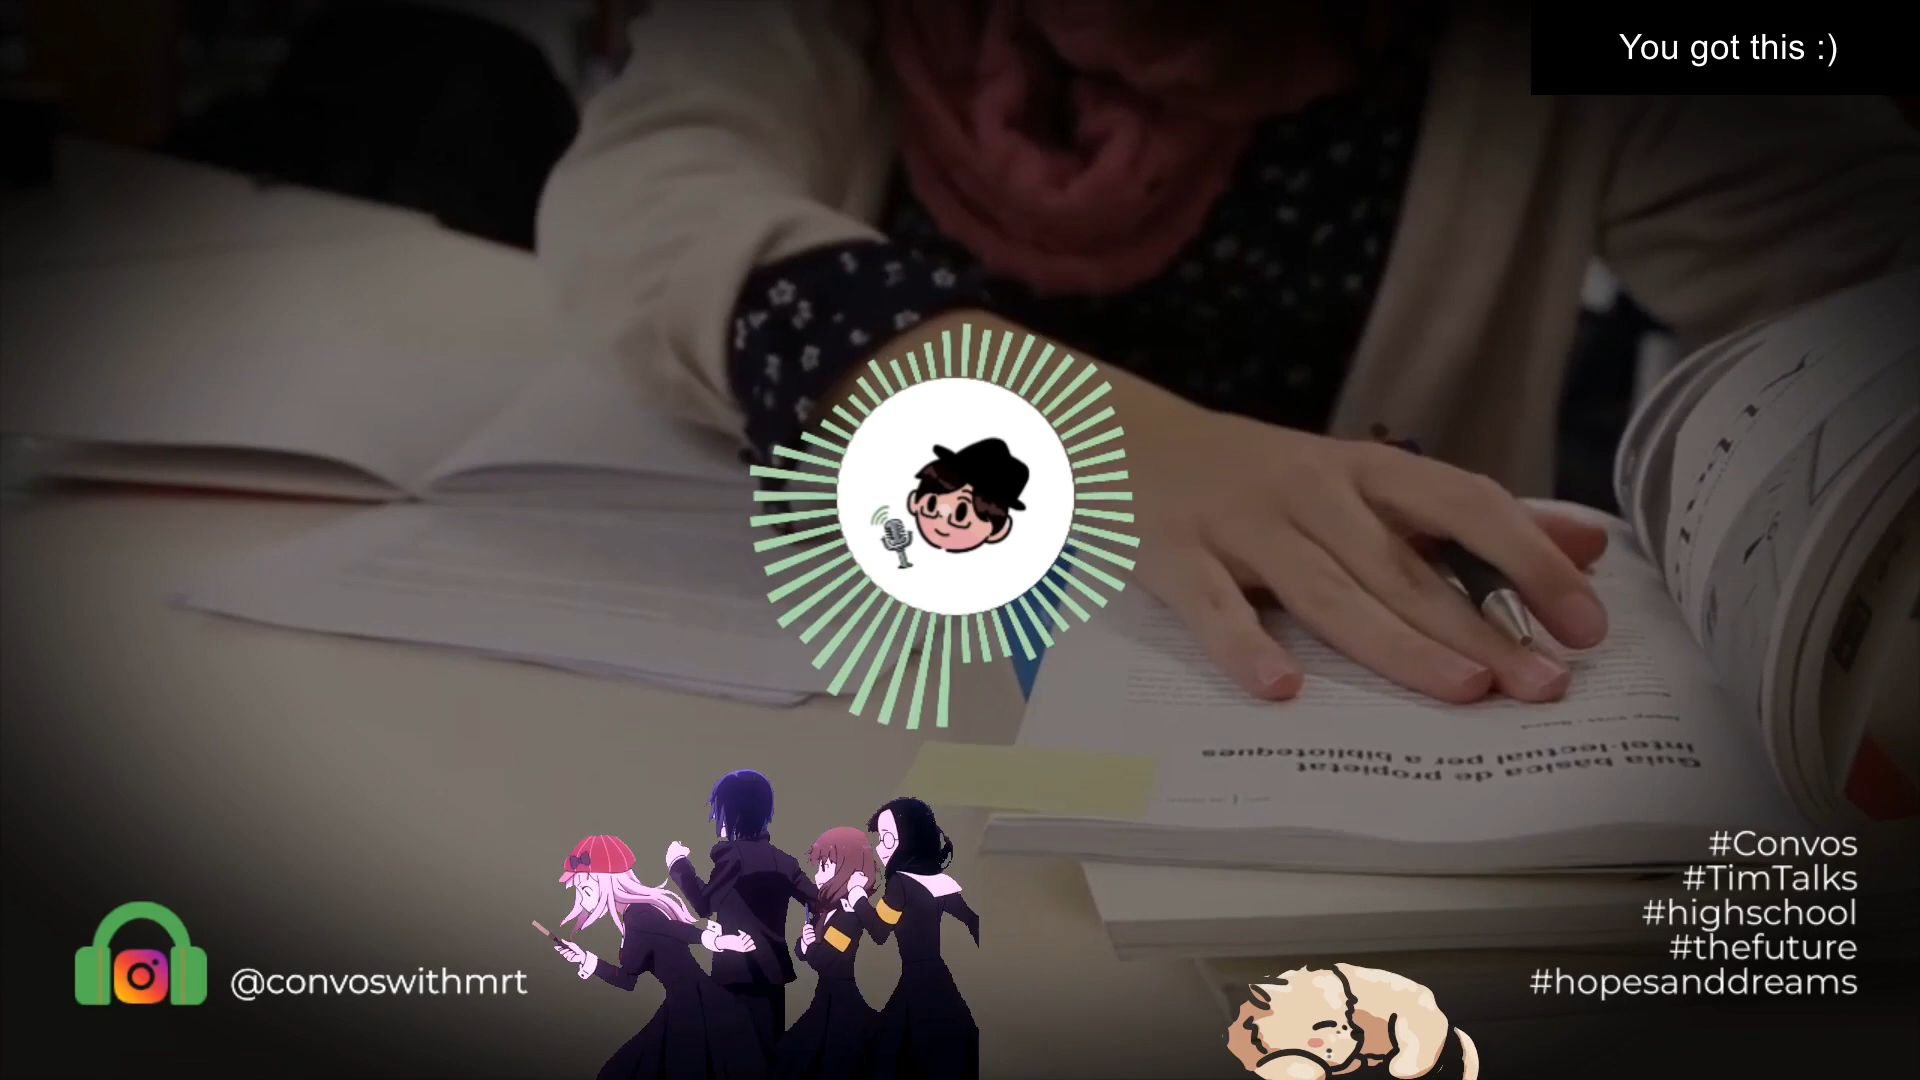 You got this :)
Guia bàsica de propietat
intel·lectual per a biblioteques
#Convos
#TimTalks
#highschool
#thefuture
#hopesanddreams
@convoswithmrt